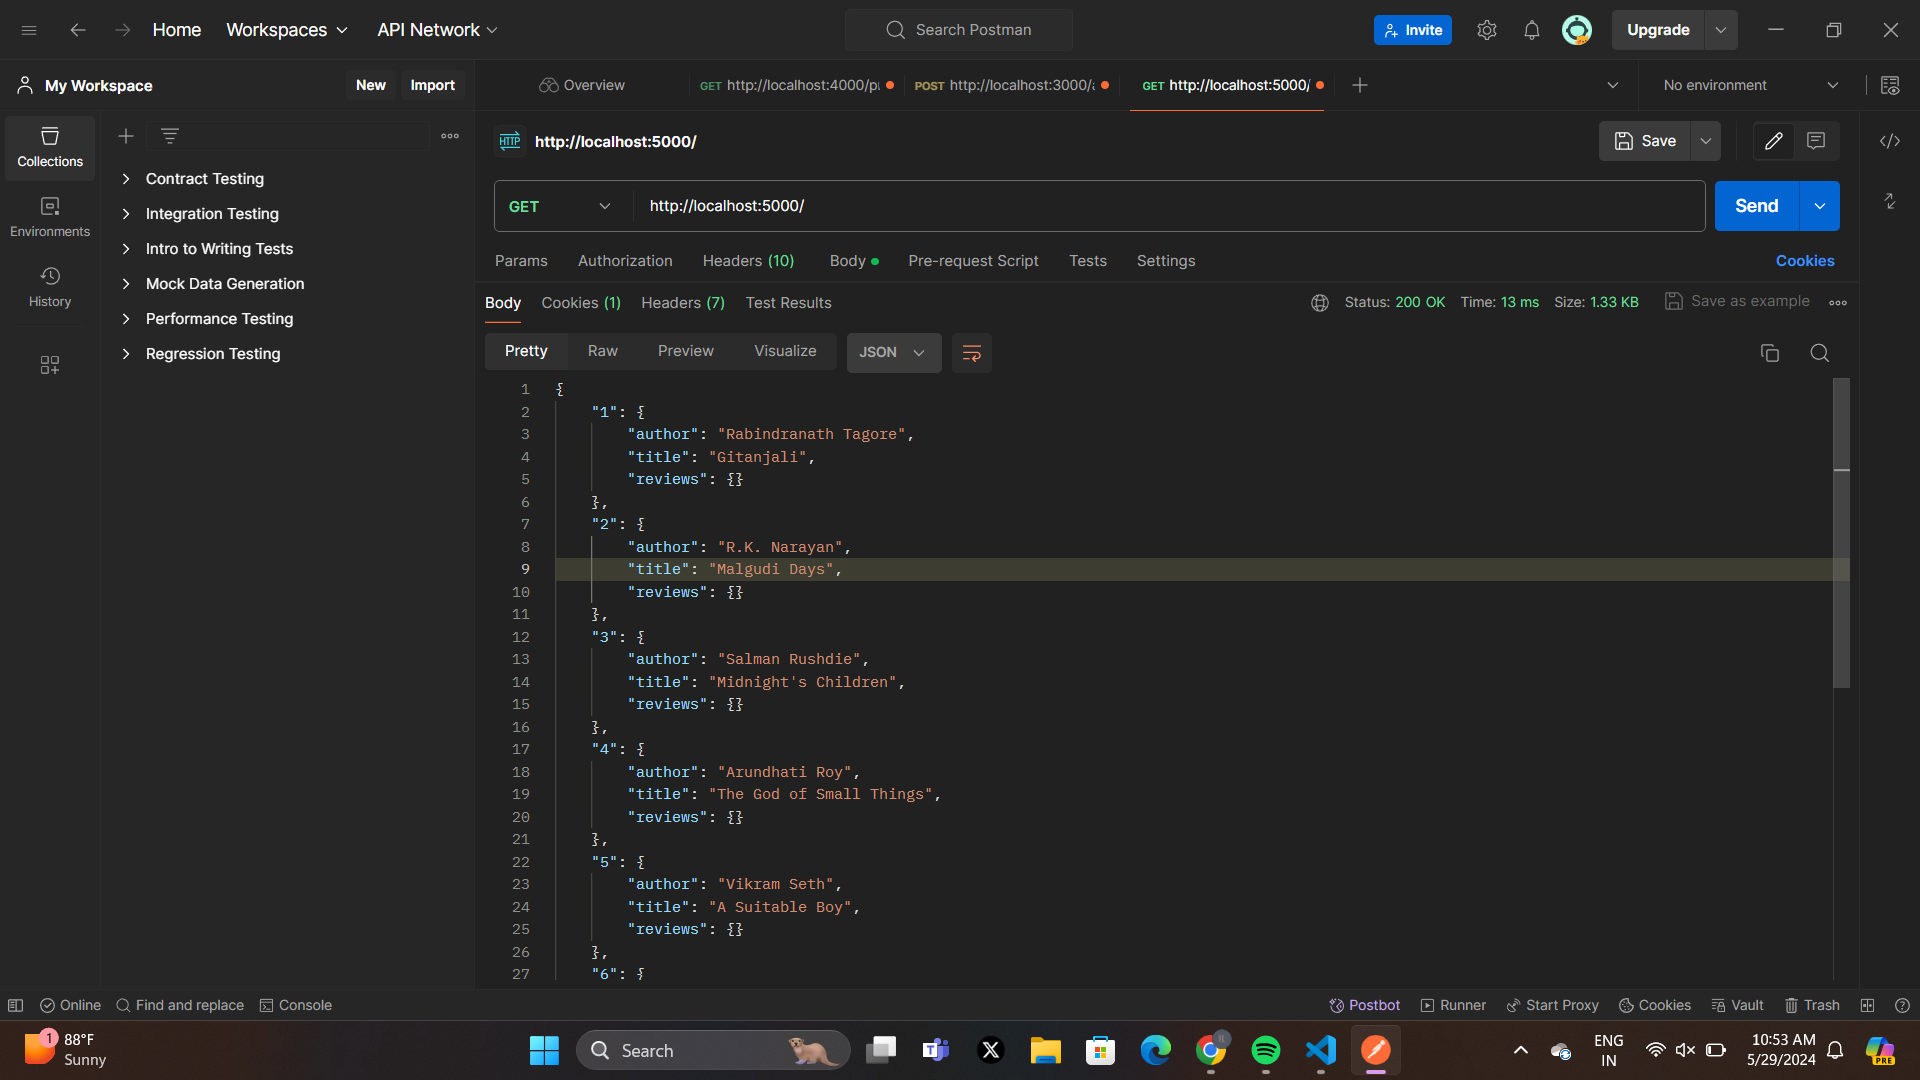 Home Workspaces API Network Search Postman Invite Upgrade
My Workspace New Import Overview GET http://localhost:4000/p POST http://localhost:3000/ GET http://localhost:5000/ No environment
Collections
Environments
History
Contract Testing
Integration Testing
Intro to Writing Tests
Mock Data Generation
Performance Testing
Regression Testing
HTTP http://localhost:5000/ Save
GET http://localhost:5000/ Send
Params Authorization Headers (10) Body Pre-request Script Tests Settings Cookies
Body Cookies (1) Headers (7) Test Results Status: 200 OK Time: 13 ms Size: 1.33 KB Save as example
Pretty Raw Preview Visualize JSON
1 {
2 "1": {
3 "author": "Rabindranath Tagore",
4 "title": "Gitanjali",
5 "reviews": {}
6 },
7 "2": {
8 "author": "R.K. Narayan",
9 "title": "Malgudi Days",
10 "reviews": {}
11 },
12 "3": {
13 "author": "Salman Rushdie",
14 "title": "Midnight's Children",
15 "reviews": {}
16 },
17 "4": {
18 "author": "Arundhati Roy",
19 "title": "The God of Small Things",
20 "reviews": {}
21 },
22 "5": {
23 "author": "Vikram Seth",
24 "title": "A Suitable Boy",
25 "reviews": {}
26 },
27 "6": {
Online Find and replace Console Postbot Runner Start Proxy Cookies Vault Trash
1 88°F
Sunny
Search
ENG
IN
10:53 AM
5/29/2024
PRE